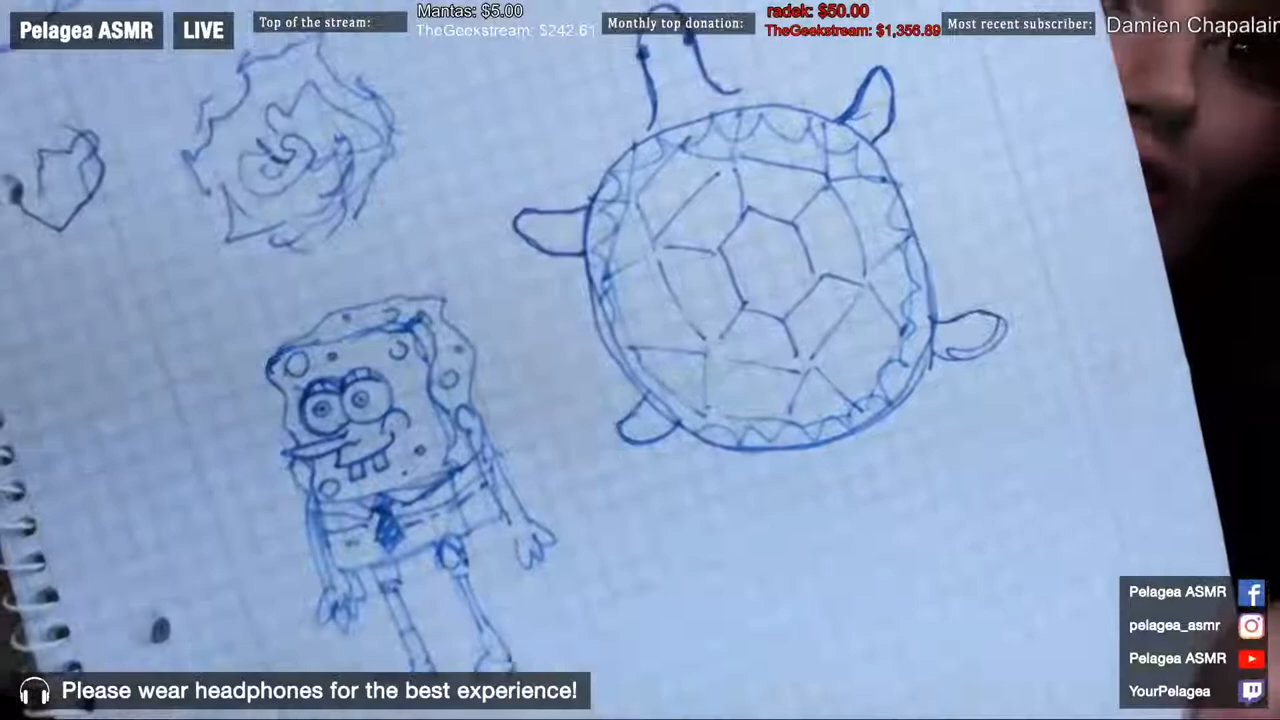 Pelagea ASMR
LIVE
Top of the stream:
Mantas: $5.00
TheGeekstream: $242.61
Monthly top donation:
radek: $50.00
TheGeekstream: $1,356.89
Most recent subscriber:
Damien Chapalain
Pelagea ASMR
pelagea_asmr
Pelagea ASMR
YourPelagea
Please wear headphones for the best experience!